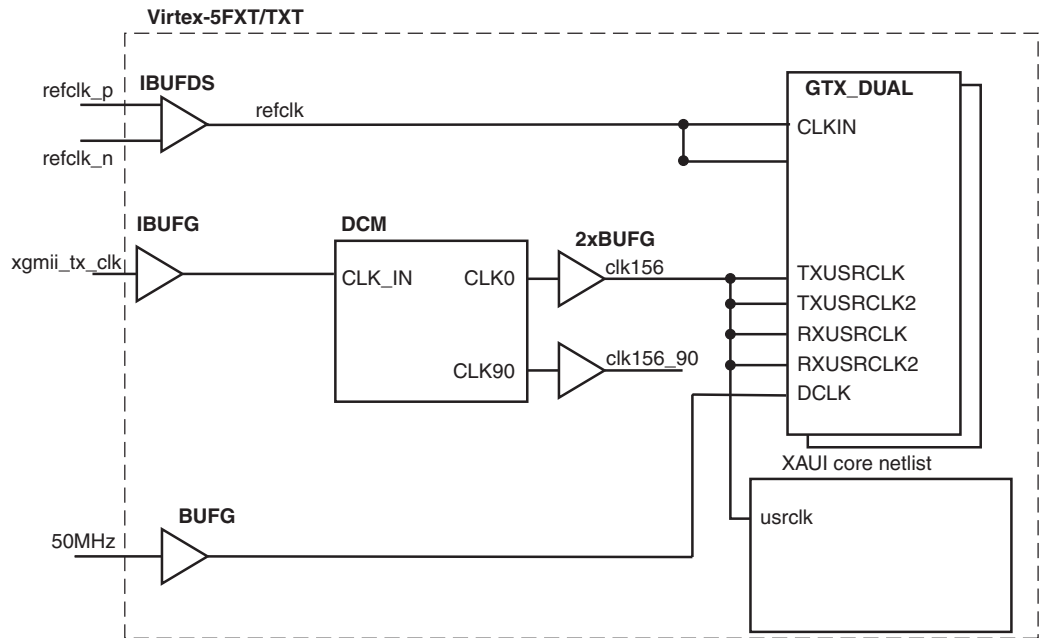 Virtex-5FXT/TXT
IBUFDS
refclk_p
refclk_n
refclk
GTX_DUAL
CLKIN
IBUFG
xgmii_tx_clk
DCM
CLK_IN
CLK0
CLK90
2xBUFG
clk156
clk156_90
TXUSRCLK
TXUSRCLK2
RXUSRCLK
RXUSRCLK2
DCLK
XAUI core netlist
usrclk
BUFG
50MHz